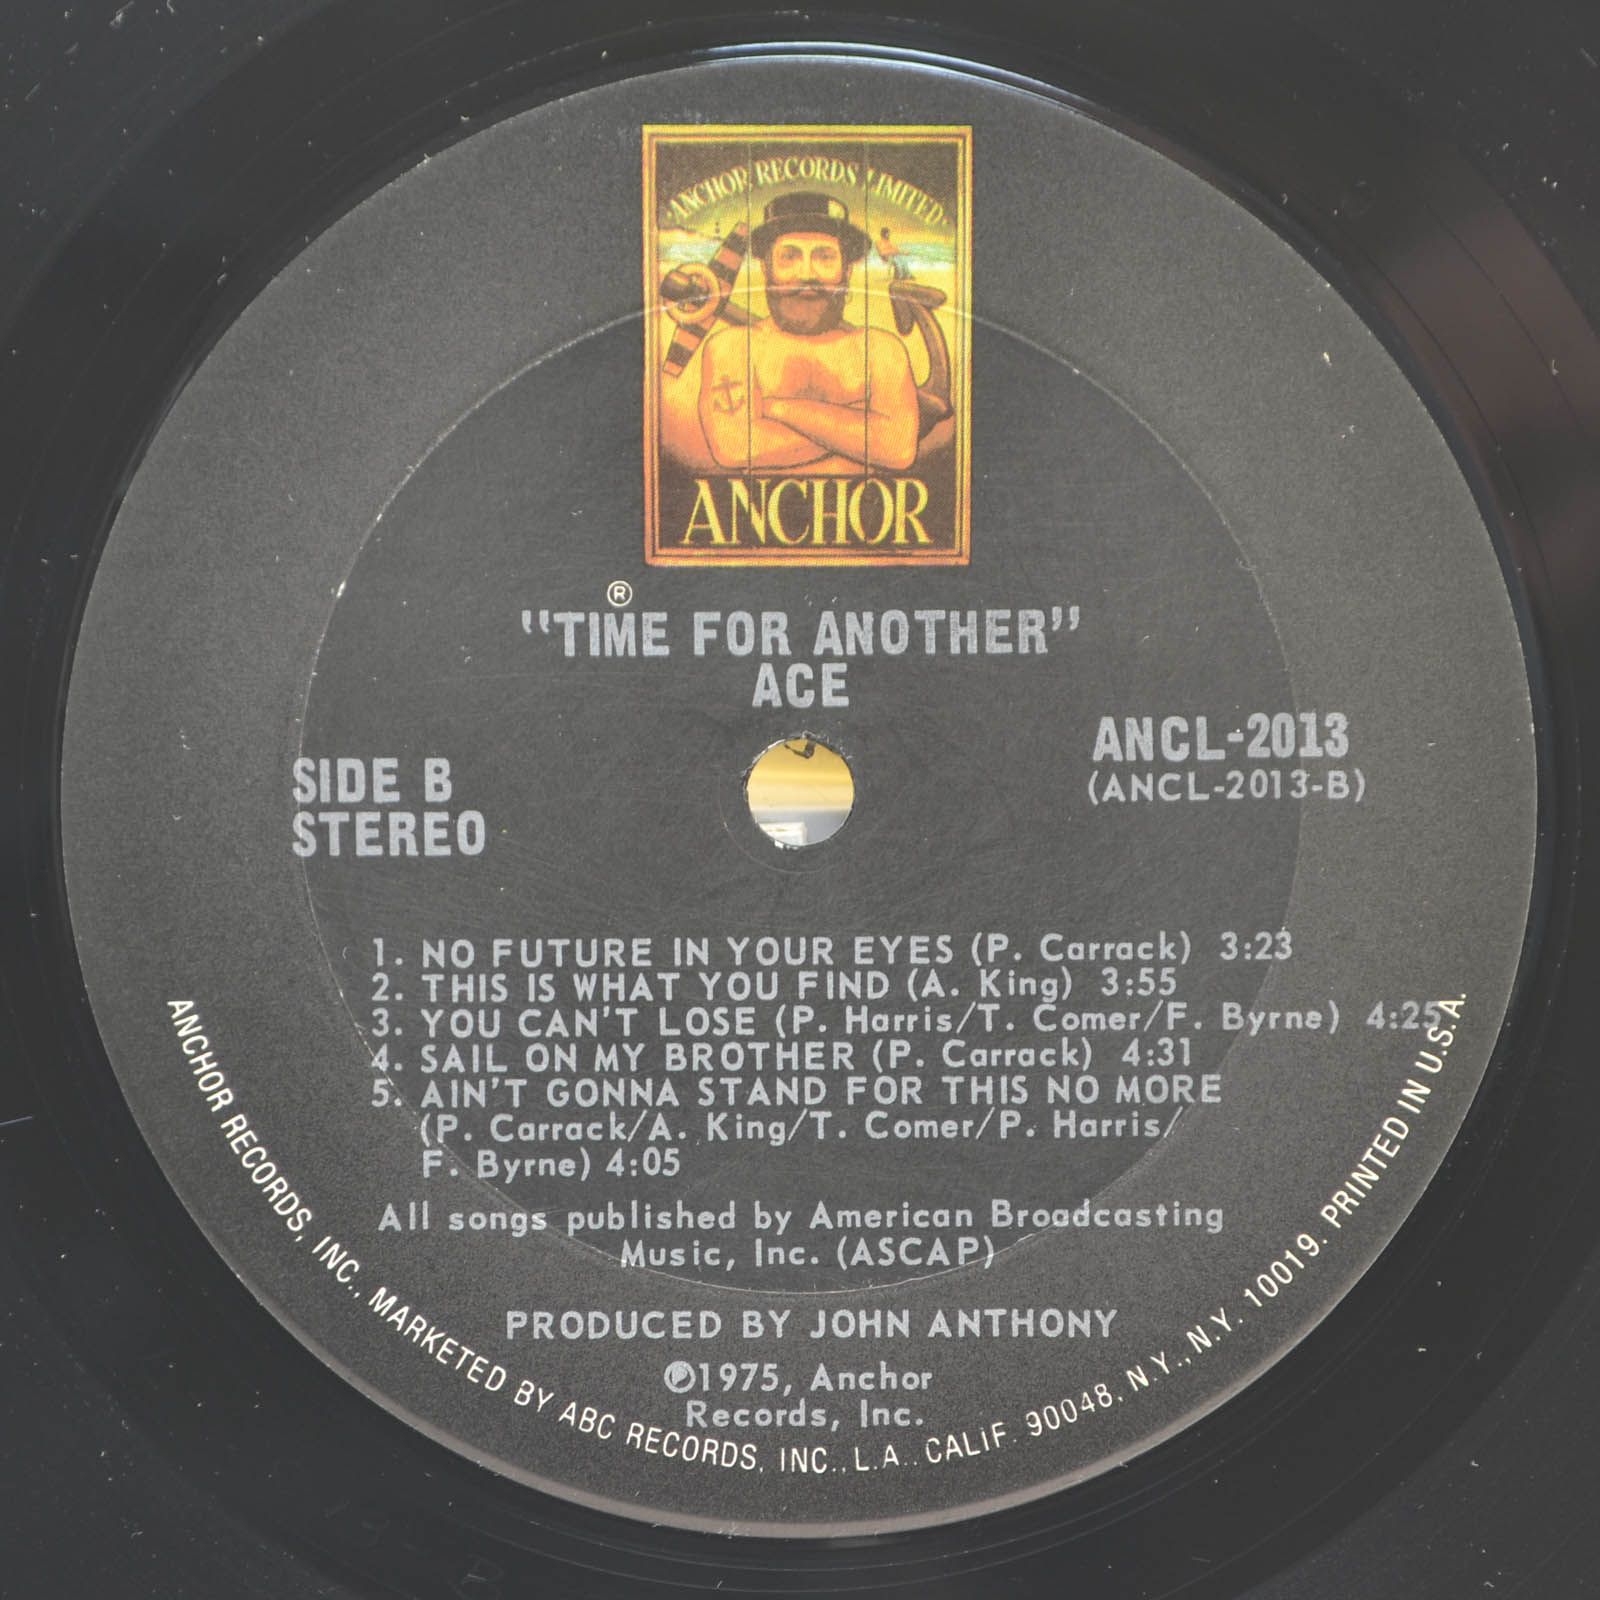 ANCHOR RECORDS LIMITED
ANCHOR
®
"TIME FOR ANOTHER"
ACE
SIDE B
STEREO
ANCL-2013
(ANCL-2013-B)
1. NO FUTURE IN YOUR EYES (P. Carrack) 3:23
2. THIS IS WHAT YOU FIND (A. King) 3:55
3. YOU CAN'T LOSE (P. Harris/T. Comer/F. Byrne) 4:25
4. SAIL ON MY BROTHER (P. Carrack) 4:31
5. AIN'T GONNA STAND FOR THIS NO MORE
(P. Carrack/A. King/T. Comer/P. Harris/
F. Byrne) 4:05
All songs published by American Broadcasting
Music, Inc. (ASCAP)
PRODUCED BY JOHN ANTHONY
℗1975, Anchor
Records, Inc.
ANCHOR RECORDS, INC., MARKETED BY ABC RECORDS, INC., L.A., CALIF. 90048, N.Y., N.Y. 10019. PRINTED IN U.S.A.